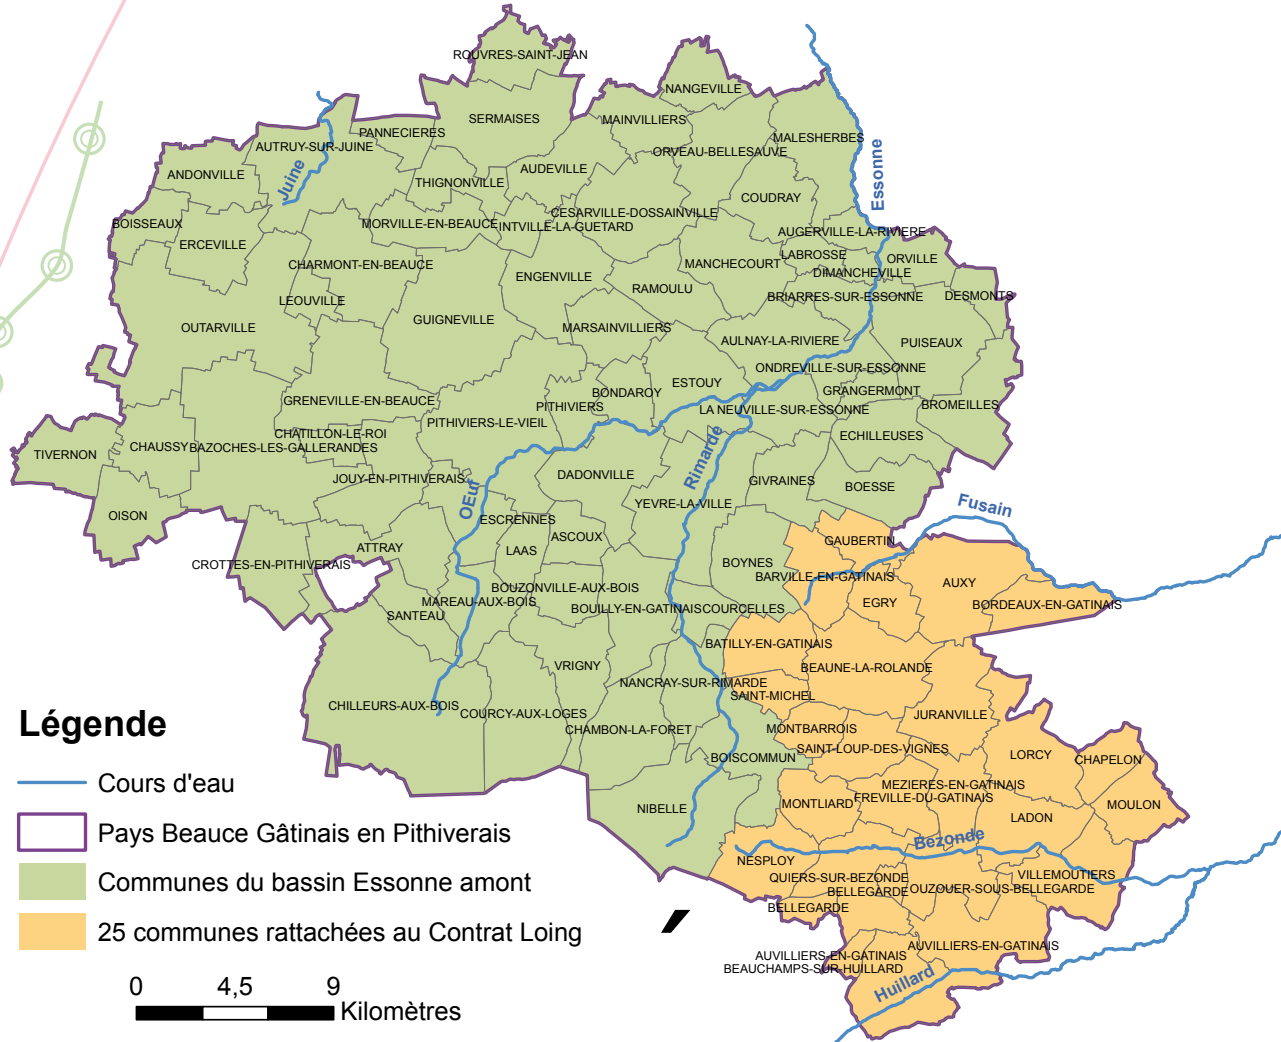 ROUVRES-SAINT-JEAN
NANGEVILLE
SERMAISES
MAINVILLIERS
PANNECIERES
MALESHERBES
AUTRUY-SUR-JUINE
ORVEAU-BELLESAUVE
Essonne
AUDEVILLE
ANDONVILLE
Juine
THIGNONVILLE
COUDRAY
CESARVILLE-DOSSAINVILLE
BOISSEAUX
MORVILLE-EN-BEAUCE
INTVILLE-LA-GUETARD
AUGERVILLE-LA-RIVIERE
ERCEVILLE
LABROSSE
ORVILLE
CHARMONT-EN-BEAUCE
MANCHECOURT
DIMANCHEVILLE
ENGENVILLE
RAMOULU
BRIARRES-SUR-ESSONNE
DESMONTS
LEOUVILLE
GUIGNEVILLE
OUTARVILLE
MARSAINVILLIERS
AULNAY-LA-RIVIERE
PUISEAUX
ONDREVILLE-SUR-ESSONNE
ESTOUY
BONDAROY
GRANGERMONT
GRENEVILLE-EN-BEAUCE
PITHIVIERS
LA NEUVILLE-SUR-ESSONNE
BROMEILLES
PITHIVIERS-LE-VIEIL
CHATILLON-LE-ROI
ECHILLEUSES
CHAUSSY
BAZOCHES-LES-GALLERANDES
TIVERNON
Rimarde
JOUY-EN-PITHIVERAIS
DADONVILLE
GIVRAINES
BOESSE
OEuf
YEVRE-LA-VILLE
Fusain
OISON
ESCRENNES
ASCOUX
GAUBERTIN
ATTRAY
LAAS
CROTTES-EN-PITHIVERAIS
BOYNES
BARVILLE-EN-GATINAIS
AUXY
BOUZONVILLE-AUX-BOIS
MAREAU-AUX-BOIS
EGRY
BORDEAUX-EN-GATINAIS
BOUILLY-EN-GATINAIS
COURCELLES
SANTEAU
BATILLY-EN-GATINAIS
VRIGNY
BEAUNE-LA-ROLANDE
NANCRAY-SUR-RIMARDE
SAINT-MICHEL
CHILLEURS-AUX-BOIS
COURCY-AUX-LOGES
JURANVILLE
CHAMBON-LA-FORET
MONTBARROIS
SAINT-LOUP-DES-VIGNES
BOISCOMMUN
LORCY
CHAPELON
MEZIERES-EN-GATINAIS
FREVILLE-DU-GATINAIS
MONTLIARD
MOULON
NIBELLE
LADON
Bezonde
NESPLOY
QUIERS-SUR-BEZONDE
VILLEMOUTIERS
BELLEGARDE
OUZOUER-SOUS-BELLEGARDE
BELLEGARDE
AUVILLIERS-EN-GATINAIS
AUVILLIERS-EN-GATINAIS
BEAUCHAMPS-SUR-HUILLARD
Huillard
Légende
Cours d'eau
Pays Beauce Gâtinais en Pithiverais
Communes du bassin Essonne amont
25 communes rattachées au Contrat Loing
0 4,5 9
Kilomètres